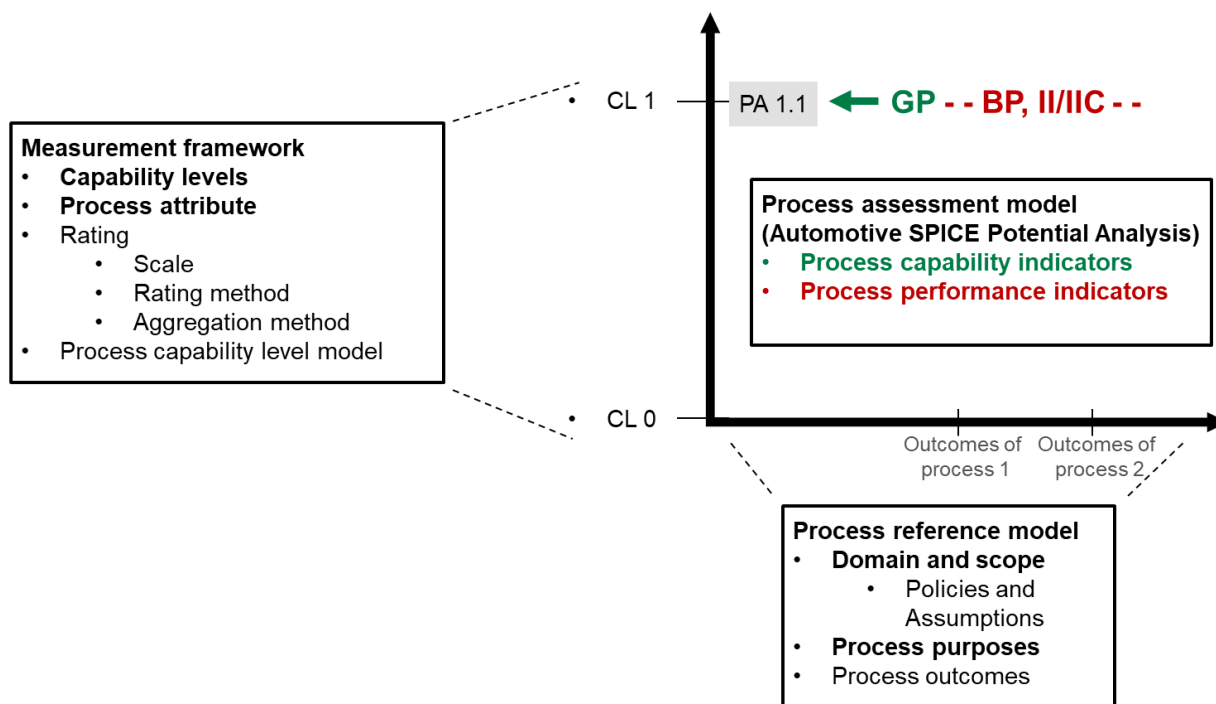 CL 1
PA 1.1
GP - - BP, II/IIC - -
Measurement framework
• Capability levels
• Process attribute
• Rating
• Scale
• Rating method
• Aggregation method
• Process capability level model
Process assessment model
(Automotive SPICE Potential Analysis)
• Process capability indicators
• Process performance indicators
• CL 0
Outcomes of
process 1
Outcomes of
process 2
Process reference model
• Domain and scope
• Policies and
Assumptions
• Process purposes
• Process outcomes